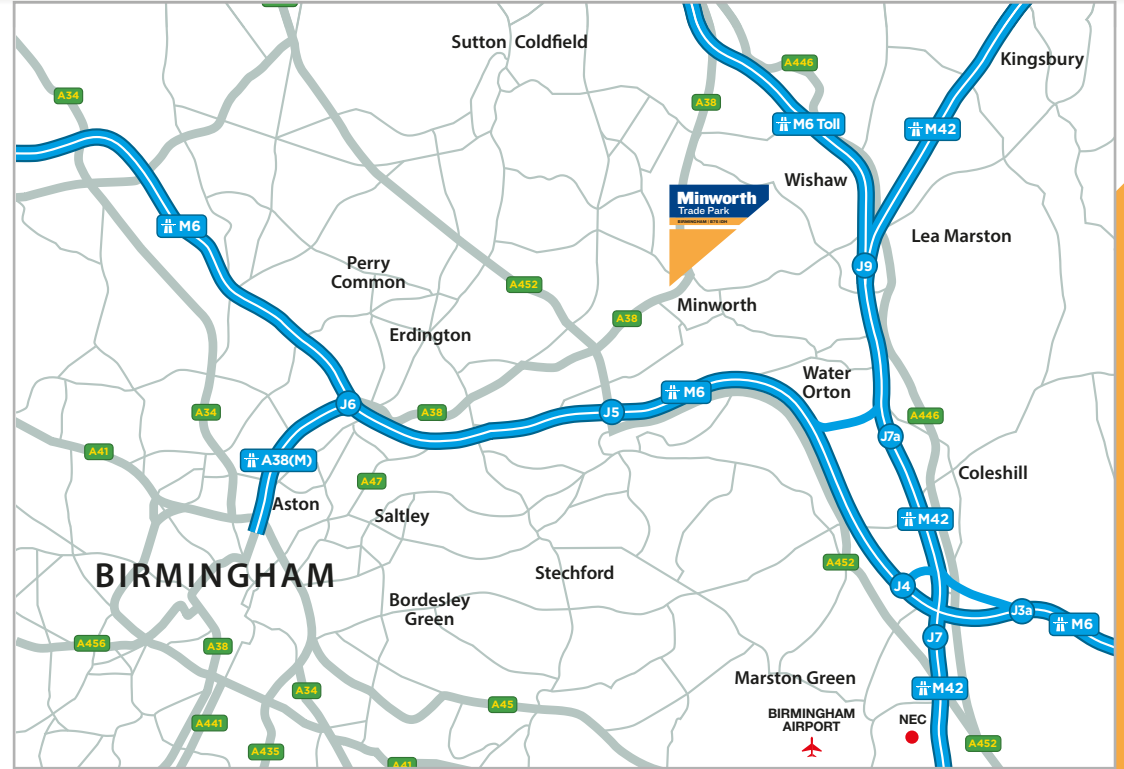 Sutton Coldfield
Kingsbury
A446
A34
A38
M6 Toll
M42
Wishaw
Minworth
Trade Park
M6
Lea Marston
Perry
Common
J9
A452
Minworth
A38
Erdington
Water
Orton
M6
J6
A34
A38
J5
A446
J7a
A41
A38(M)
Coleshill
A47
Aston
Saltley
M42
A452
BIRMINGHAM
Stechford
J4
Bordesley
Green
J3a
M6
J7
A456
A38
Marston Green
A34
M42
A45
BIRMINGHAM
AIRPORT
NEC
A441
A435
A452
A41